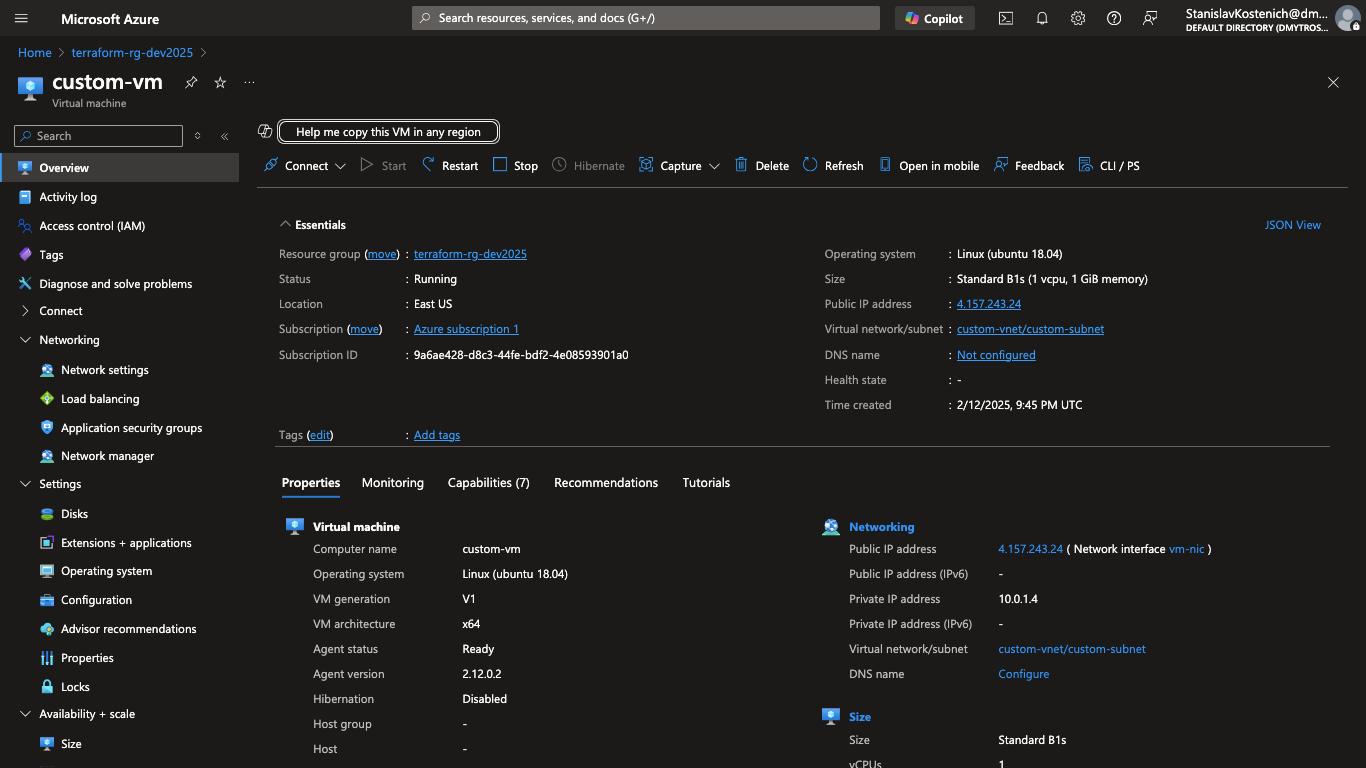 Microsoft Azure
Search resources, services, and docs (G+/)
Copilot
StanislavKostenich@dm...
DEFAULT DIRECTORY (DMYTROS...
Home > terraform-rg-dev2025 >
custom-vm
...
Virtual machine
Search
Help me copy this VM in any region
Connect
Start
Restart
Stop
Hibernate
Capture
Delete
Refresh
Open in mobile
Feedback
CLI / PS
Overview
Activity log
Access control (IAM)
Tags
Diagnose and solve problems
Connect
Networking
Network settings
Load balancing
Application security groups
Network manager
Settings
Disks
Extensions + applications
Operating system
Configuration
Advisor recommendations
Properties
Locks
Availability + scale
Size
Essentials
JSON View
Resource group (move) : terraform-rg-dev2025
Status : Running
Location : East US
Subscription (move) : Azure subscription 1
Subscription ID : 9a6ae428-d8c3-44fe-bdf2-4e08593901a0
Operating system : Linux (ubuntu 18.04)
Size : Standard B1s (1 vcpu, 1 GiB memory)
Public IP address : 4.157.243.24
Virtual network/subnet : custom-vnet/custom-subnet
DNS name : Not configured
Health state : -
Time created : 2/12/2025, 9:45 PM UTC
Tags (edit) : Add tags
Properties
Monitoring
Capabilities (7)
Recommendations
Tutorials
Virtual machine
Computer name custom-vm
Operating system Linux (ubuntu 18.04)
VM generation V1
VM architecture x64
Agent status Ready
Agent version 2.12.0.2
Hibernation Disabled
Host group -
Host -
Networking
Public IP address 4.157.243.24 ( Network interface vm-nic )
Public IP address (IPv6) -
Private IP address 10.0.1.4
Private IP address (IPv6) -
Virtual network/subnet custom-vnet/custom-subnet
DNS name Configure
Size
Size Standard B1s
vCPUs 1